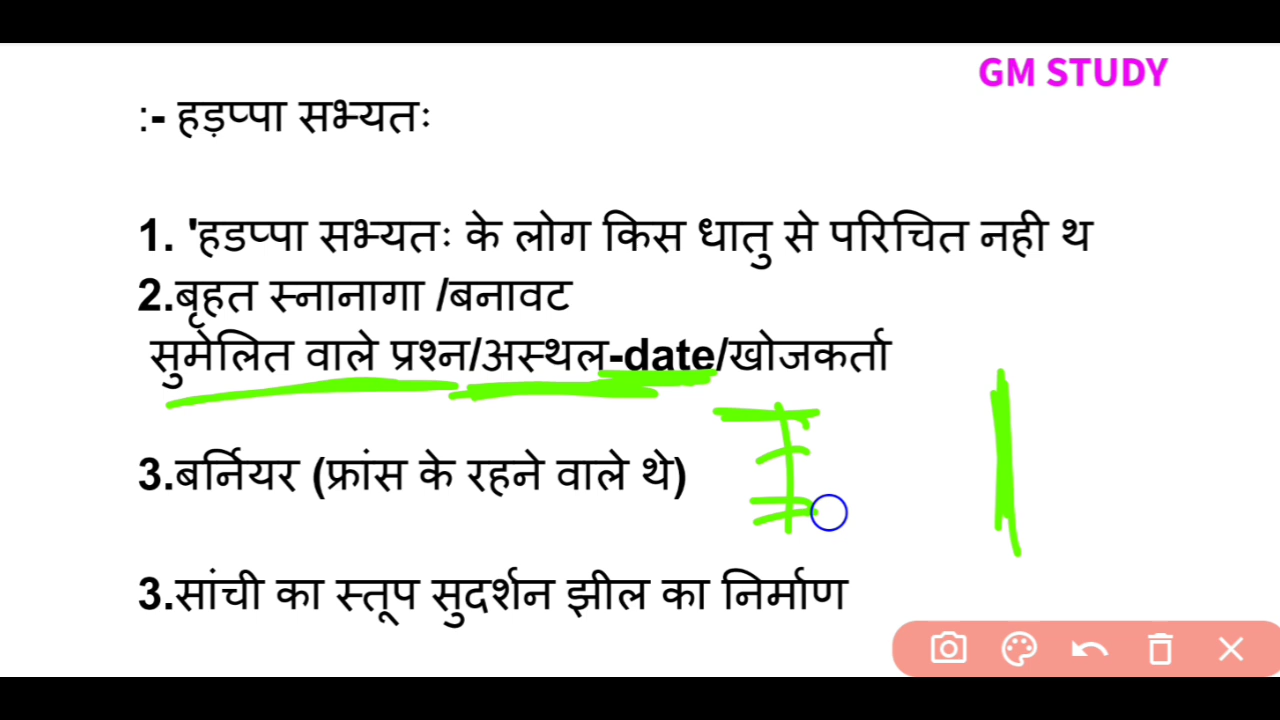 GM STUDY
:- हड़प्पा सभ्यतः
1. 'हडप्पा सभ्यतः के लोग किस धातु से परिचित नही थ
2.बृहत स्नानागा /बनावट
सुमेलित वाले प्रश्न/अस्थल-date/खोजकर्ता
3.बर्नियर (फ्रांस के रहने वाले थे)
3.सांची का स्तूप सुदर्शन झील का निर्माण